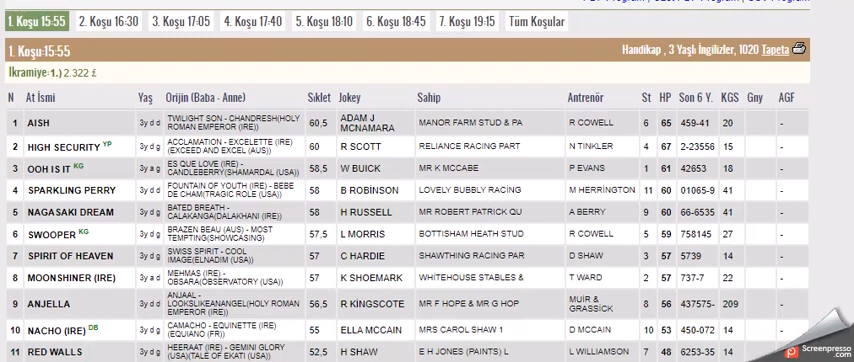 1. Koşu 15:55 2. Koşu 16:30 3. Koşu 17:05 4. Koşu 17:40 5. Koşu 18:10 6. Koşu 18:45 7. Koşu 19:15 Tüm Koşular
1. Koşu:15:55 Handikap , 3 Yaşlı İngilizler, 1020 Tapeta
İkramiye:1.) 2.322 £
N At İsmi Yaş Orijin (Baba - Anne) Sıklet Jokey Sahip Antrenör St HP Son 6 Y. KGS Gny AGF
1 AISH 3y d d TWILIGHT SON - CHANDRESH(HOLY ROMAN EMPEROR (IRE)) 60,5 ADAM J MCNAMARA MANOR FARM STUD & PA R COWELL 6 65 459-41 20 -
2 HIGH SECURITY YP 3y d g ACCLAMATION - EXCELETTE (IRE)(EXCEED AND EXCEL (AUS)) 60 R SCOTT RELIANCE RACING PART N TINKLER 4 67 2-23556 15 -
3 OOH IS IT KG 3y a g ES QUE LOVE (IRE) - CANDLEBERRY(SHAMARDAL (USA)) 58,5 W BUICK MR K MCCABE P EVANS 1 61 42653 18 -
4 SPARKLING PERRY 3y d d FOUNTAIN OF YOUTH (IRE) - BEBE DE CHAM(TRAGIC ROLE (USA)) 58 B ROBİNSON LOVELY BUBBLY RACİNG M HERRİNGTON 11 60 01065-9 41 -
5 NAGASAKI DREAM 3y d g BATED BREATH - CALAKANGA(DALAKHANI (IRE)) 58 H RUSSELL MR ROBERT PATRICK QU A BERRY 9 60 66-6535 41 -
6 SWOOPER KG 3y d g BRAZEN BEAU (AUS) - MOST TEMPTING(SHOWCASING) 57,5 L MORRIS BOTTISHAM HEATH STUD R COWELL 5 59 758145 27 -
7 SPIRIT OF HEAVEN 3y d g SWISS SPIRIT - COOL IMAGE(ELNADIM (USA)) 57 C HARDIE SHAWTHING RACING PAR D SHAW 3 57 5739 14 -
8 MOONSHINER (IRE) 3y a d MEHMAS (IRE) - OBSARA(OBSERVATORY (USA)) 57 K SHOEMARK WHİTEHOUSE STABLES & T WARD 2 57 737-7 22 -
9 ANJELLA 3y d d ANJAAL - LOOKSLIKEANANGEL(HOLY ROMAN EMPEROR (IRE)) 56,5 R KİNGSCOTE MR F HOPE & MR G HOP MUİR & GRASSİCK 8 56 437575- 209 -
10 NACHO (IRE) DB 3y d g CAMACHO - EQUINETTE (IRE)(EQUIANO (FR)) 55 ELLA MCCAIN MRS CAROL SHAW 1 D MCCAIN 10 53 450-072 14 -
11 RED WALLS 3y d g HEERAAT (IRE) - GEMINI GLORY (USA)(TALE OF EKATI (USA)) 52,5 H SHAW E H JONES (PAINTS) L L WILLIAMSON 7 48 6253-35 14
Screenpresso
.com